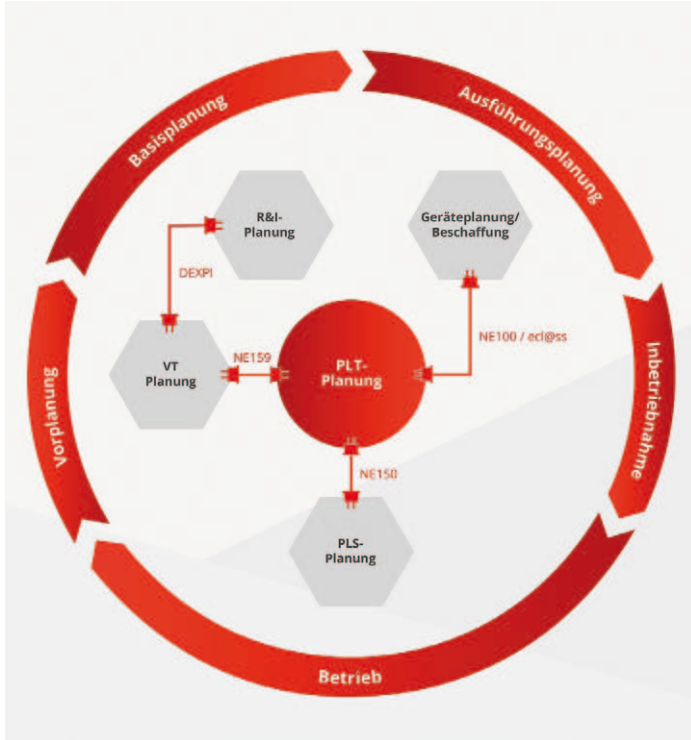 Basisplanung
Ausführungsplanung
R&I-
Planung
Geräteplanung/
Beschaffung
DEXPI
NE100 / ecl@ss
VT
Planung
NE159
PLT-
Planung
Vorplanung
Inbetriebnahme
NE150
PLS-
Planung
Betrieb